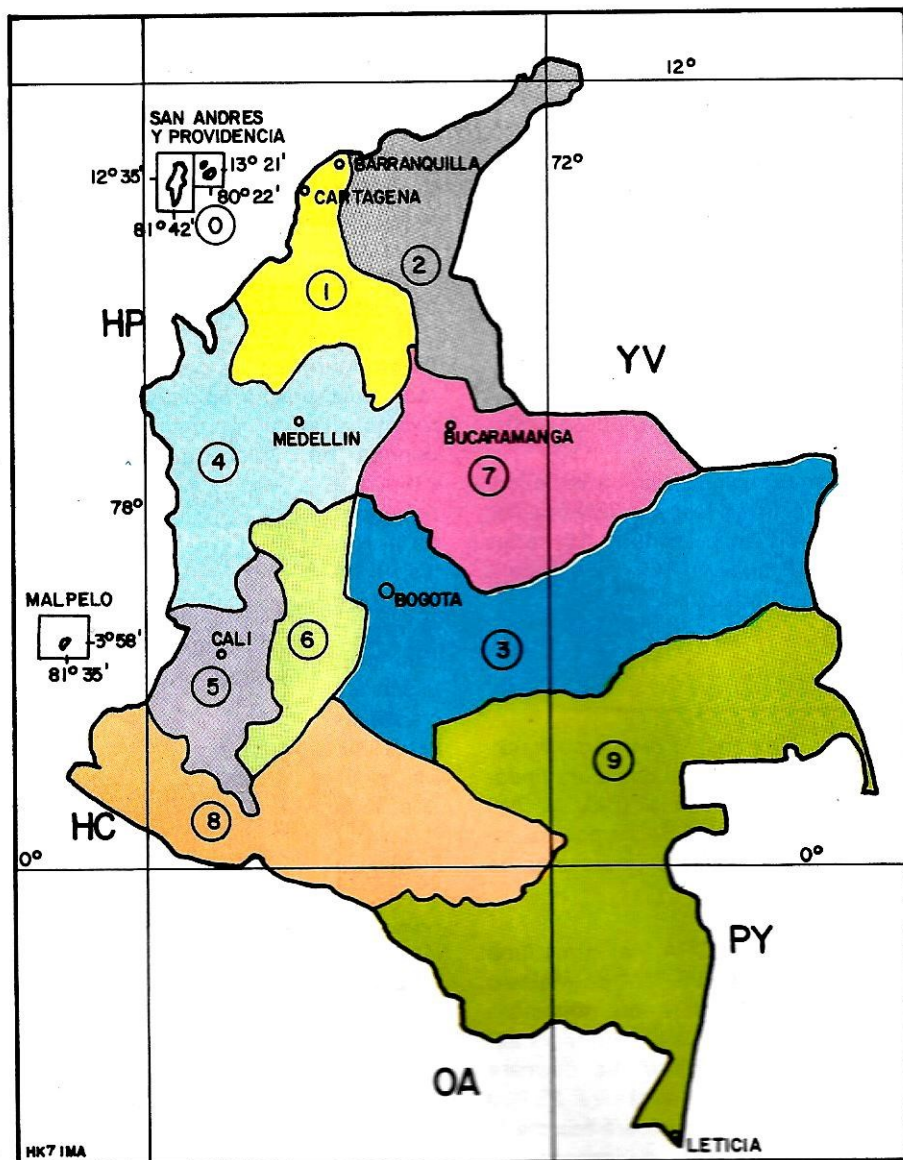 12°
SAN ANDRES
Y PROVIDENCIA
12° 35'
13° 21'
80° 22'
81° 42'
0
BARRANQUILLA
CARTAGENA
72°
1
2
HP
YV
MEDELLIN
BUCARAMANGA
4
7
78°
BOGOTA
MALPELO
3° 58'
81° 35'
CALI
6
3
5
9
8
HC
0°
0°
PY
OA
HK7 IMA
LETICIA